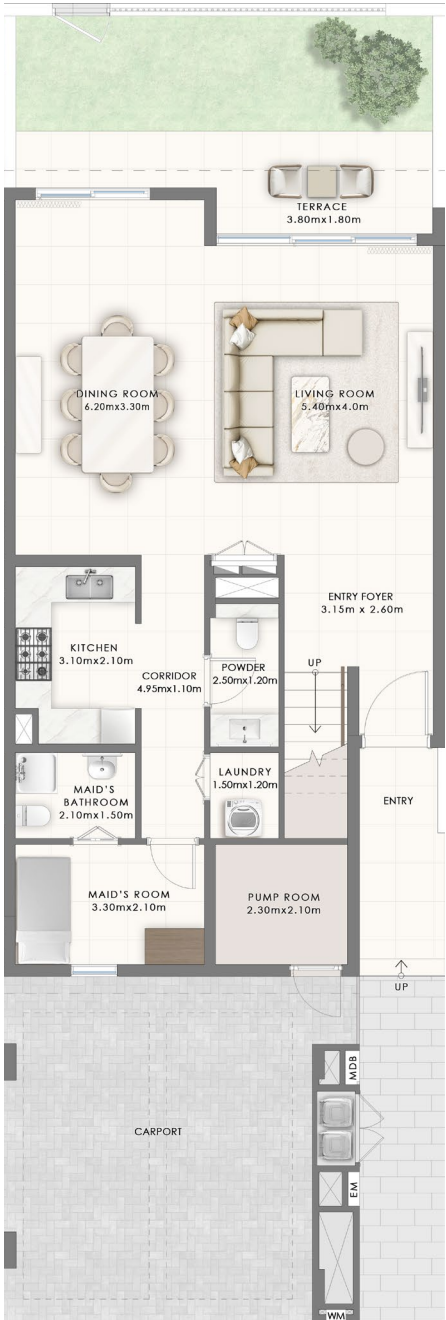 TERRACE
3.80mx1.80m
DINING ROOM
6.20mx3.30m
LIVING ROOM
5.40mx4.0m
ENTRY FOYER
3.15m x 2.60m
KITCHEN
3.10mx2.10m
CORRIDOR
4.95mx1.10m
POWDER
2.50mx1.20m
UP
LAUNDRY
1.50mx1.20m
MAID'S
BATHROOM
2.10mx1.50m
ENTRY
MAID'S ROOM
3.30mx2.10m
PUMP ROOM
2.30mx2.10m
UP
MDB
CARPORT
EM
WM